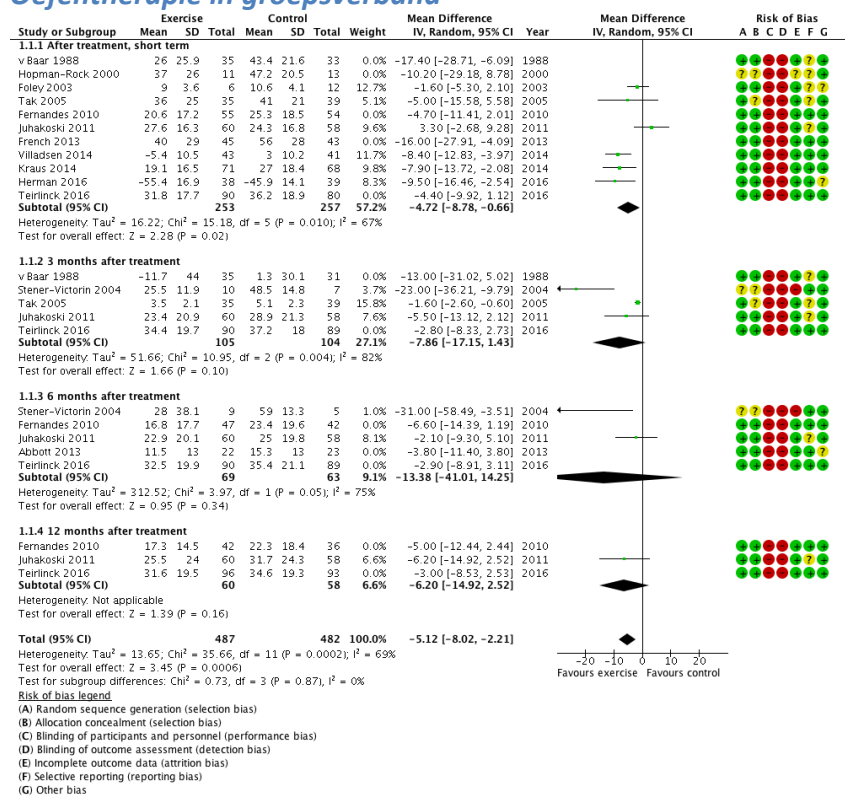 Oefentherapie in groepsverband
Exercise Control Mean Difference Mean Difference Risk of Bias
Study or Subgroup Mean SD Total Mean SD Total Weight IV, Random, 95% CI Year IV, Random, 95% CI A B C D E F G
1.1.1 After treatment, short term
v Baar 1988 26 25.9 35 43.4 21.6 33 0.0% -17.40 [-28.71, -6.09] 1988
Hopman-Rock 2000 37 26 11 47.2 20.5 13 0.0% -10.20 [-29.18, 8.78] 2000
Foley 2003 9 3.6 6 10.6 4.1 12 12.7% -1.60 [-5.30, 2.10] 2003
Tak 2005 36 25 35 41 21 39 5.1% -5.00 [-15.58, 5.58] 2005
Fernandes 2010 20.6 17.2 55 25.3 18.5 54 0.0% -4.70 [-11.41, 2.01] 2010
Juhakoski 2011 27.6 16.3 60 24.3 16.8 58 9.6% 3.30 [-2.68, 9.28] 2011
French 2013 40 29 45 56 28 43 0.0% -16.00 [-27.91, -4.09] 2013
Villadsen 2014 -5.4 10.5 43 3 10.2 41 11.7% -8.40 [-12.83, -3.97] 2014
Kraus 2014 19.1 16.5 71 27 18.4 68 9.8% -7.90 [-13.72, -2.08] 2014
Herman 2016 -55.4 16.9 38 -45.9 14.1 39 8.3% -9.50 [-16.46, -2.54] 2016
Teirlinck 2016 31.8 17.7 90 36.2 18.9 80 0.0% -4.40 [-9.92, 1.12] 2016
Subtotal (95% CI) 253 257 57.2% -4.72 [-8.78, -0.66]
Heterogeneity: Tau² = 16.22; Chi² = 15.18, df = 5 (P = 0.010); I² = 67%
Test for overall effect: Z = 2.28 (P = 0.02)
1.1.2 3 months after treatment
v Baar 1988 -11.7 44 35 1.3 30.1 31 0.0% -13.00 [-31.02, 5.02] 1988
Stener-Victorin 2004 25.5 11.9 10 48.5 14.8 7 3.7% -23.00 [-36.21, -9.79] 2004
Tak 2005 3.5 2.1 35 5.1 2.3 39 15.8% -1.60 [-2.60, -0.60] 2005
Juhakoski 2011 23.4 20.9 60 28.9 21.3 58 7.6% -5.50 [-13.12, 2.12] 2011
Teirlinck 2016 34.4 19.7 90 37.2 18 89 0.0% -2.80 [-8.33, 2.73] 2016
Subtotal (95% CI) 105 104 27.1% -7.86 [-17.15, 1.43]
Heterogeneity: Tau² = 51.66; Chi² = 10.95, df = 2 (P = 0.004); I² = 82%
Test for overall effect: Z = 1.66 (P = 0.10)
1.1.3 6 months after treatment
Stener-Victorin 2004 28 38.1 9 59 13.3 5 1.0% -31.00 [-58.49, -3.51] 2004
Fernandes 2010 16.8 17.7 47 23.4 19.6 42 0.0% -6.60 [-14.39, 1.19] 2010
Juhakoski 2011 22.9 20.1 60 25 19.8 58 8.1% -2.10 [-9.30, 5.10] 2011
Abbott 2013 11.5 13 22 15.3 13 23 0.0% -3.80 [-11.40, 3.80] 2013
Teirlinck 2016 32.5 19.9 90 35.4 21.1 89 0.0% -2.90 [-8.91, 3.11] 2016
Subtotal (95% CI) 69 63 9.1% -13.38 [-41.01, 14.25]
Heterogeneity: Tau² = 312.52; Chi² = 3.97, df = 1 (P = 0.05); I² = 75%
Test for overall effect: Z = 0.95 (P = 0.34)
1.1.4 12 months after treatment
Fernandes 2010 17.3 14.5 42 22.3 18.4 36 0.0% -5.00 [-12.44, 2.44] 2010
Juhakoski 2011 25.5 24 60 31.7 24.3 58 6.6% -6.20 [-14.92, 2.52] 2011
Teirlinck 2016 31.6 19.5 96 34.6 19.3 93 0.0% -3.00 [-8.53, 2.53] 2016
Subtotal (95% CI) 60 58 6.6% -6.20 [-14.92, 2.52]
Heterogeneity: Not applicable
Test for overall effect: Z = 1.39 (P = 0.16)
Total (95% CI) 487 482 100.0% -5.12 [-8.02, -2.21]
Heterogeneity: Tau² = 13.65; Chi² = 35.66, df = 11 (P = 0.0002); I² = 69%
Test for overall effect: Z = 3.45 (P = 0.0006)
Test for subgroup differences: Chi² = 0.73, df = 3 (P = 0.87), I² = 0%
-20 -10 0 10 20
Favours exercise Favours control
Risk of bias legend
(A) Random sequence generation (selection bias)
(B) Allocation concealment (selection bias)
(C) Blinding of participants and personnel (performance bias)
(D) Blinding of outcome assessment (detection bias)
(E) Incomplete outcome data (attrition bias)
(F) Selective reporting (reporting bias)
(G) Other bias